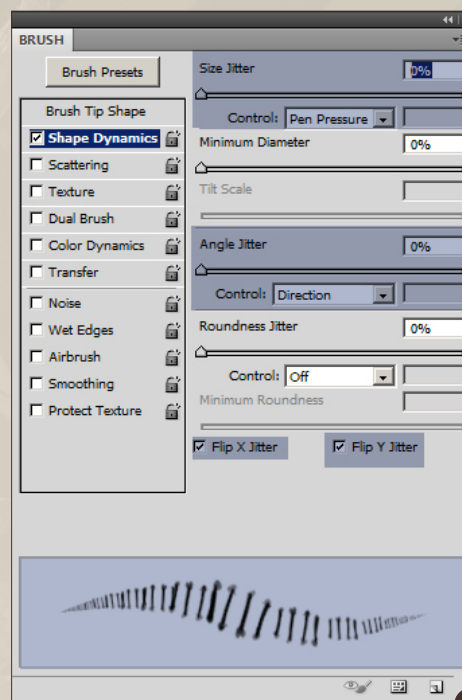 BRUSH
Brush Presets
Brush Tip Shape
Shape Dynamics
Scattering
Texture
Dual Brush
Color Dynamics
Transfer
Noise
Wet Edges
Airbrush
Smoothing
Protect Texture
Size Jitter 0%
Control: Pen Pressure
Minimum Diameter 0%
Tilt Scale
Angle Jitter 0%
Control: Direction
Roundness Jitter 0%
Control: Off
Minimum Roundness
Flip X Jitter Flip Y Jitter